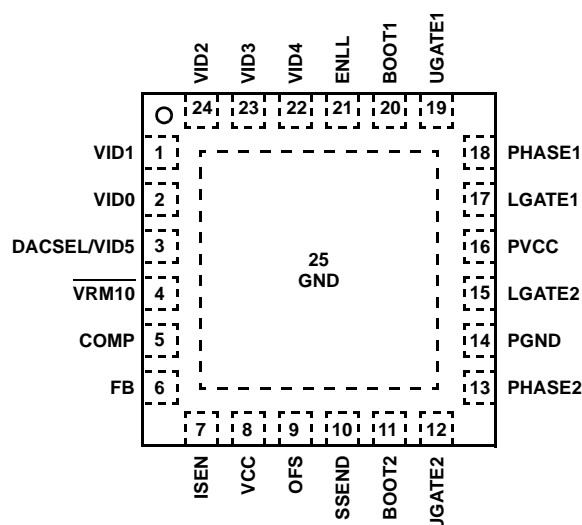 VID2
VID3
VID4
ENLL
BOOT1
UGATE1
24
23
22
21
20
19
VID1 1
18 PHASE1
VID0 2
17 LGATE1
DACSEL/VID5 3
16 PVCC
VRM10 4
15 LGATE2
COMP 5
14 PGND
FB 6
13 PHASE2
25
GND
7
8
9
10
11
12
ISEN
VCC
OFS
SSEND
BOOT2
UGATE2